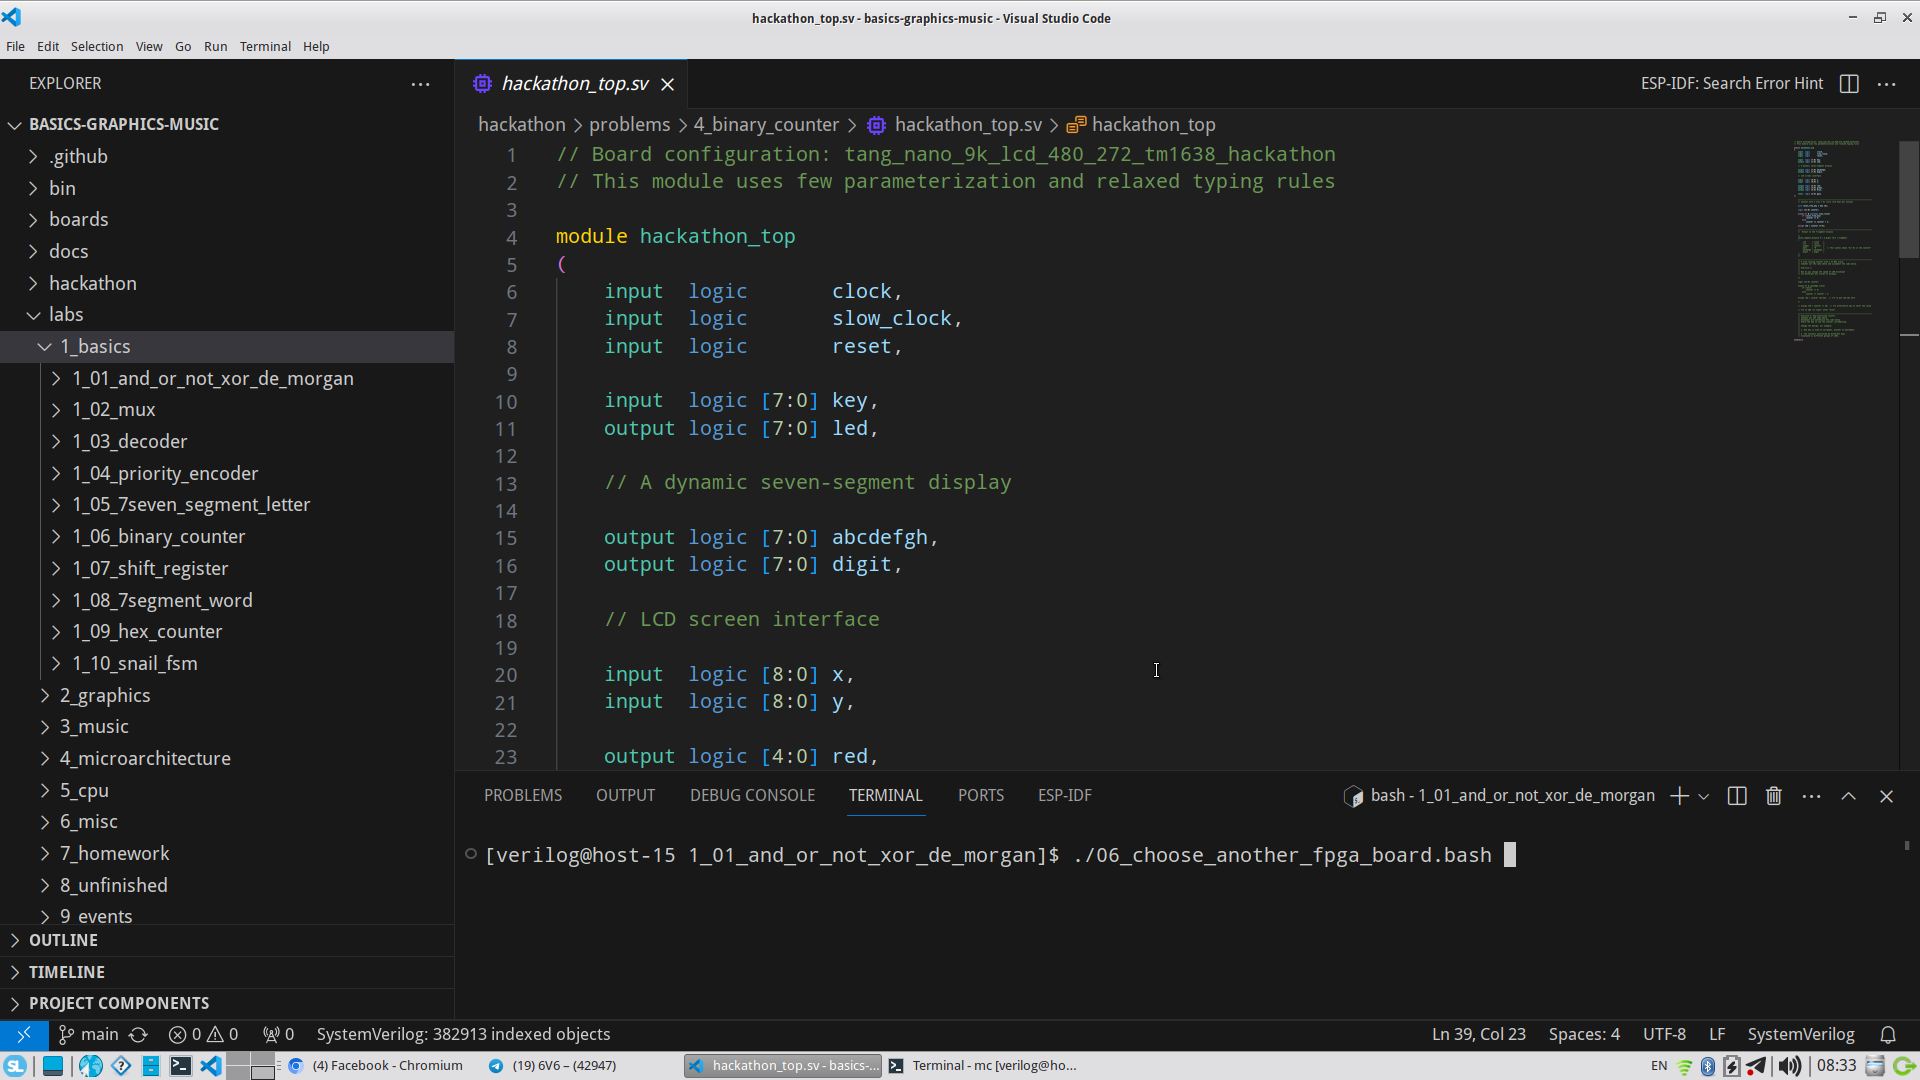 hackathon_top.sv - basics-graphics-music - Visual Studio Code
File Edit Selection View Go Run Terminal Help
EXPLORER
BASICS-GRAPHICS-MUSIC
.github
bin
boards
docs
hackathon
labs
1_basics
1_01_and_or_not_xor_de_morgan
1_02_mux
1_03_decoder
1_04_priority_encoder
1_05_7seven_segment_letter
1_06_binary_counter
1_07_shift_register
1_08_7segment_word
1_09_hex_counter
1_10_snail_fsm
2_graphics
3_music
4_microarchitecture
5_cpu
6_misc
7_homework
8_unfinished
9_events
OUTLINE
TIMELINE
PROJECT COMPONENTS
hackathon_top.sv
ESP-IDF: Search Error Hint
hackathon > problems > 4_binary_counter > hackathon_top.sv > hackathon_top
1 // Board configuration: tang_nano_9k_lcd_480_272_tm1638_hackathon
2 // This module uses few parameterization and relaxed typing rules
3
4 module hackathon_top
5 (
6 input logic clock,
7 input logic slow_clock,
8 input logic reset,
9
10 input logic [7:0] key,
11 output logic [7:0] led,
12
13 // A dynamic seven-segment display
14
15 output logic [7:0] abcdefgh,
16 output logic [7:0] digit,
17
18 // LCD screen interface
19
20 input logic [8:0] x,
21 input logic [8:0] y,
22
23 output logic [4:0] red,
PROBLEMS OUTPUT DEBUG CONSOLE TERMINAL PORTS ESP-IDF
bash - 1_01_and_or_not_xor_de_morgan
[verilog@host-15 1_01_and_or_not_xor_de_morgan]$ ./06_choose_another_fpga_board.bash
main 0 0 0 SystemVerilog: 382913 indexed objects
Ln 39, Col 23 Spaces: 4 UTF-8 LF SystemVerilog
SL (4) Facebook - Chromium (19) 6V6 – (42947) hackathon_top.sv - basics-... Terminal - mc [verilog@ho... EN 08:33